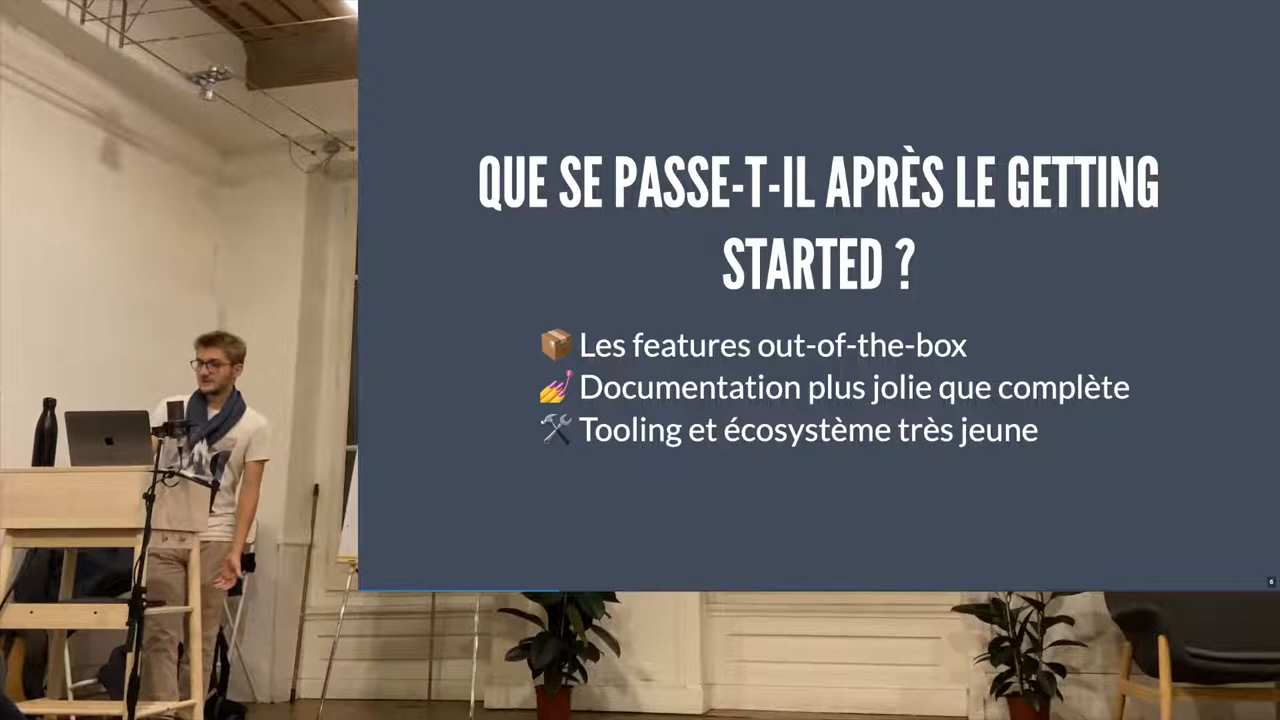 QUE SE PASSE-T-IL APRÈS LE GETTING
STARTED ?
📦 Les features out-of-the-box
💅 Documentation plus jolie que complète
🛠️ Tooling et écosystème très jeune
6